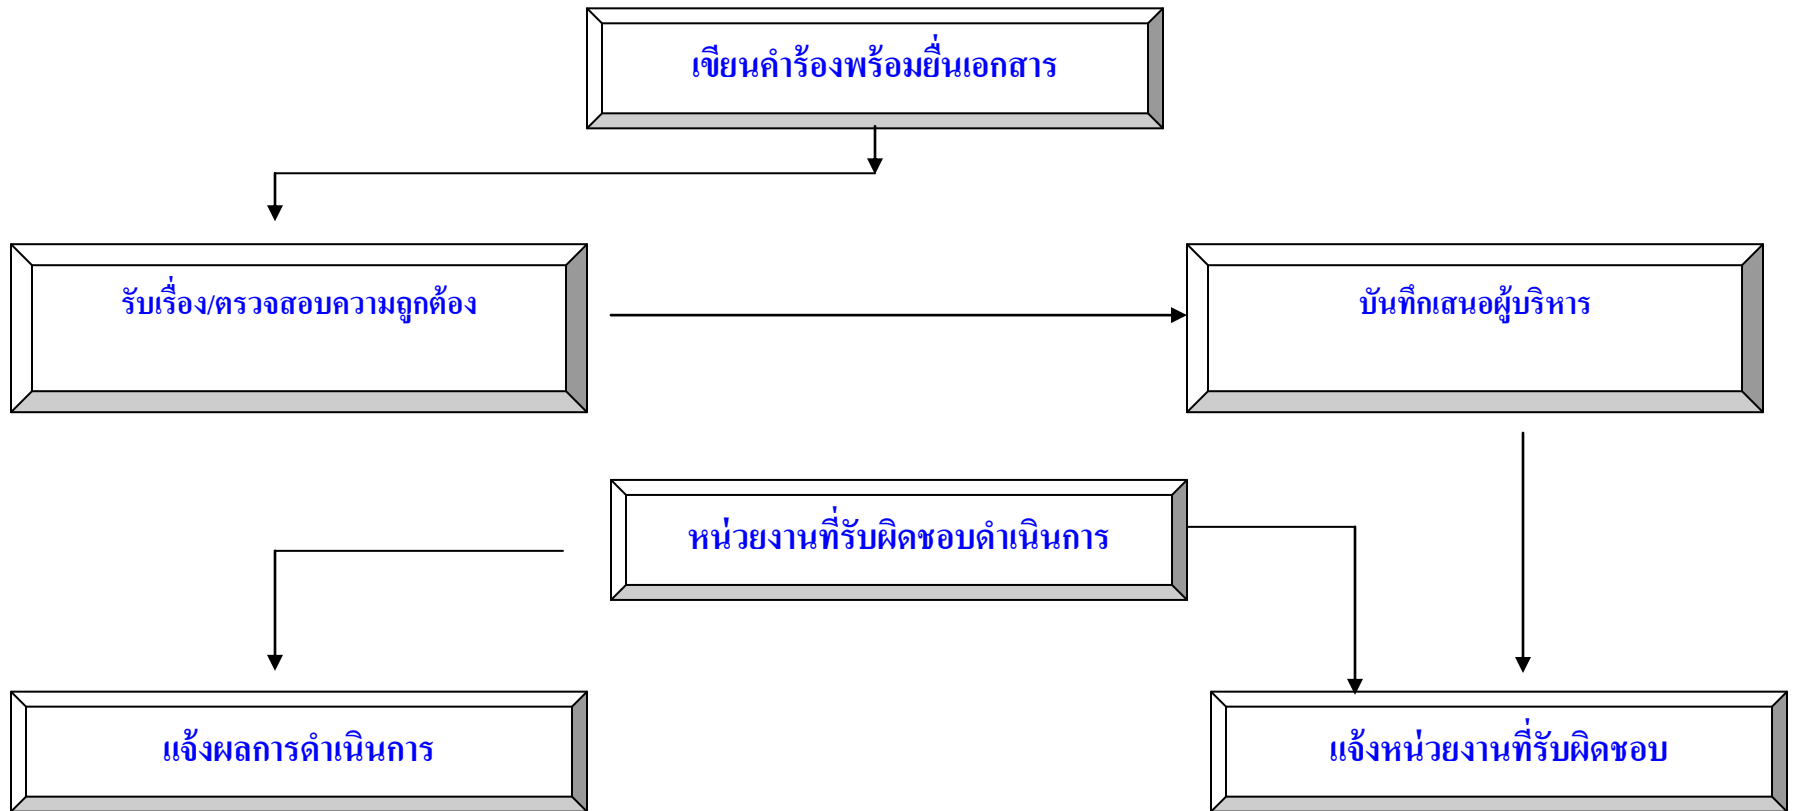 เขียนคำร้องพร้อมยื่นเอกสาร
รับเรื่อง/ตรวจสอบความถูกต้อง
บันทึกเสนอผู้บริหาร
หน่วยงานที่รับผิดชอบดำเนินการ
แจ้งผลการดำเนินการ
แจ้งหน่วยงานที่รับผิดชอบ